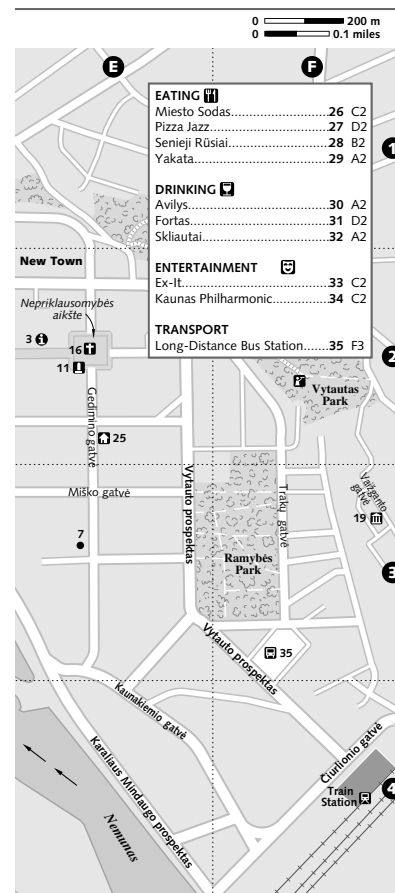 0 200 m
0 0.1 miles
E
F
EATING
Miesto Sodas 26 C2
Pizza Jazz 27 D2
Senieji Rūsiai 28 B2
Yakata 29 A2
DRINKING
Avilys 30 A2
Fortas 31 D2
Skliautai 32 A2
ENTERTAINMENT
Ex-It 33 C2
Kaunas Philharmonic 34 C2
TRANSPORT
Long-Distance Bus Station 35 F3
1
New Town
Nepriklausomybės
aikšte
3
16
11
2
Vytautas
Park
Gedimino gatvė
25
Vytauto prospektas
Miško gatvė
Trakų gatvė
Vaižganto
gatvė
19
7
Ramybės
Park
3
Vytauto prospektas
35
Kaunakiemio gatvė
Karaliaus Mindaugo prospektas
Čiurlionio gatvė
Nemunas
Train
Station
4